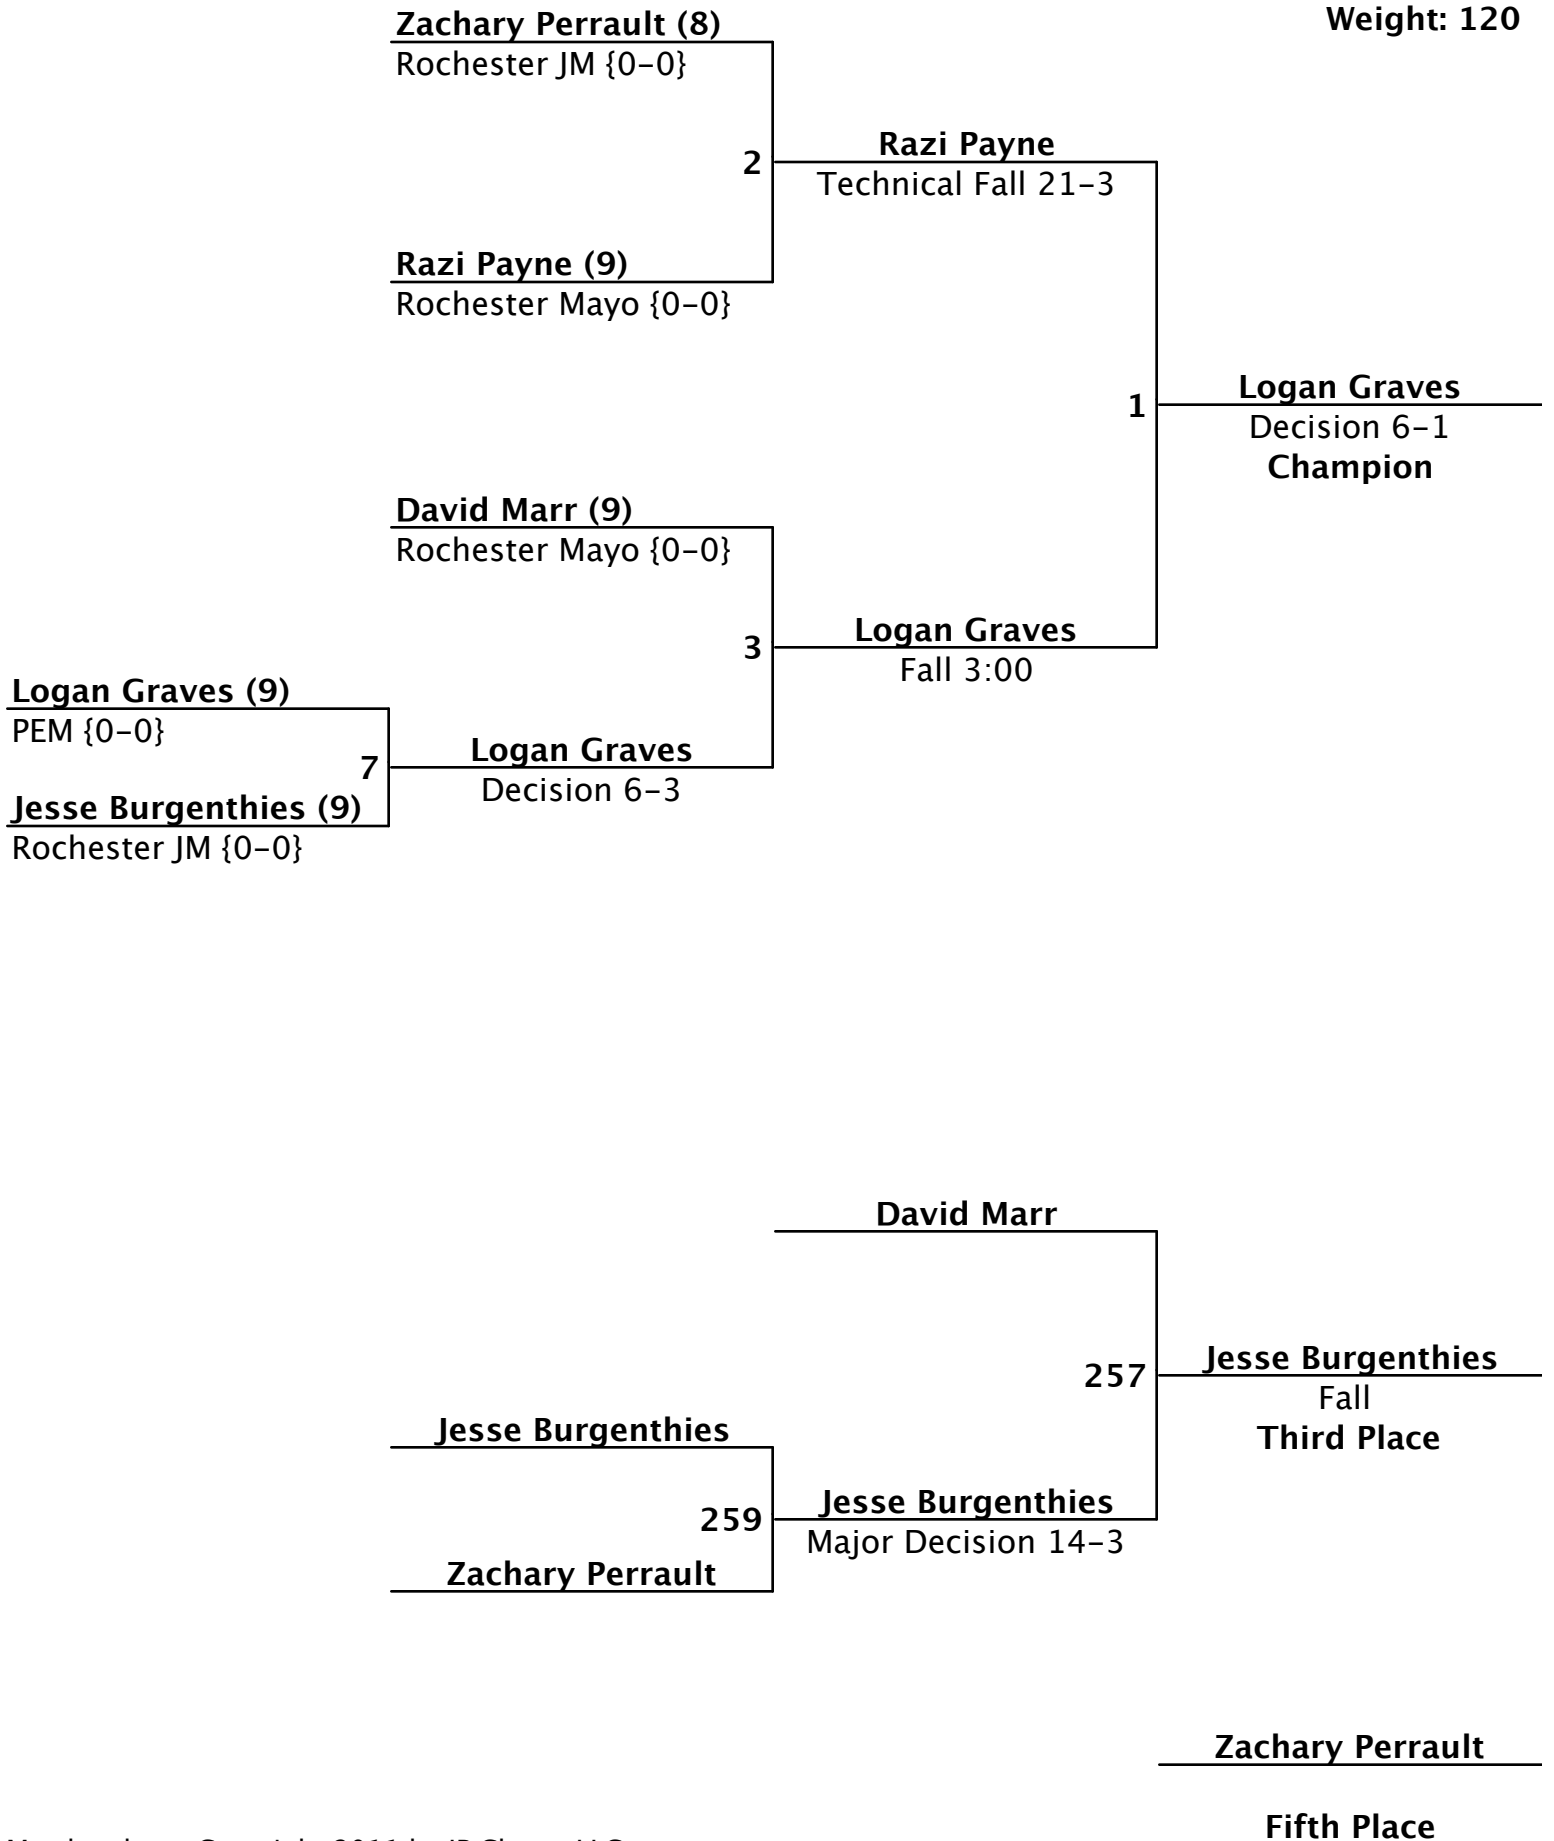 Weight: 120
Zachary Perrault (8)
Rochester JM {0-0}
2
Razi Payne
Technical Fall 21-3
Razi Payne (9)
Rochester Mayo {0-0}
1
Logan Graves
Decision 6-1
Champion
David Marr (9)
Rochester Mayo {0-0}
3
Logan Graves
Fall 3:00
Logan Graves (9)
PEM {0-0}
7
Logan Graves
Decision 6-3
Jesse Burgenthies (9)
Rochester JM {0-0}
David Marr
257
Jesse Burgenthies
Fall
Third Place
Jesse Burgenthies
259
Jesse Burgenthies
Major Decision 14-3
Zachary Perrault
Zachary Perrault
Fifth Place